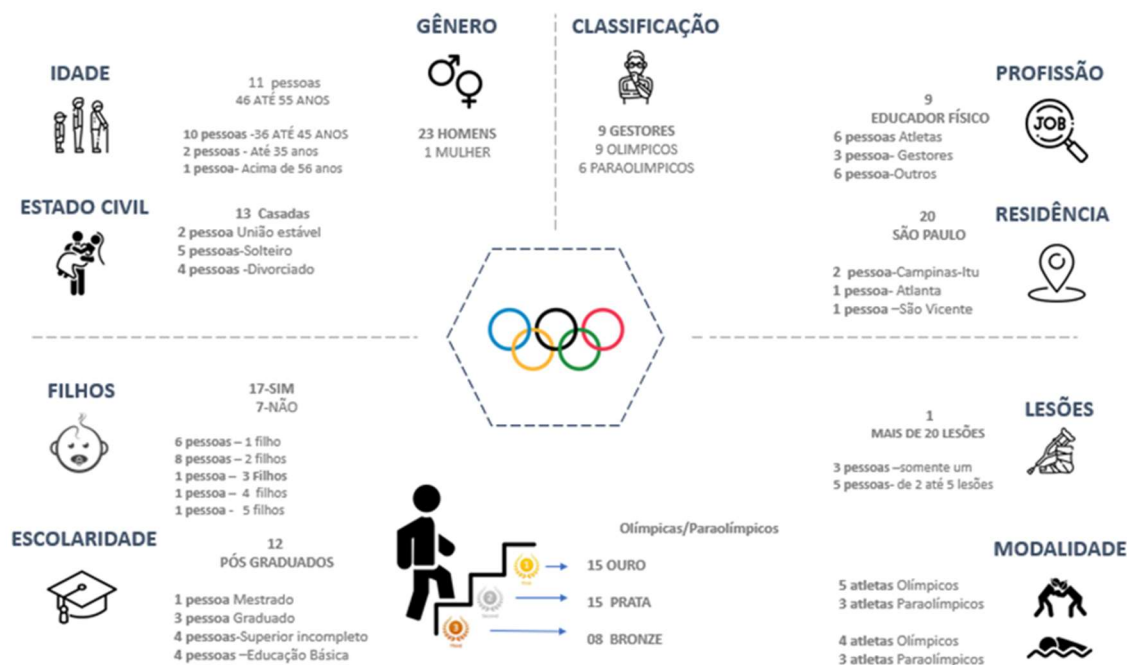 GÊNERO
23 HOMENS
1 MULHER
CLASSIFICAÇÃO
9 GESTORES
9 OLIMPICOS
6 PARAOLIMPICOS
IDADE
11 pessoas
46 ATÉ 55 ANOS
10 pessoas -36 ATÉ 45 ANOS
2 pessoas - Até 35 anos
1 pessoa- Acima de 56 anos
PROFISSÃO
JOB
9
EDUCADOR FÍSICO
6 pessoas Atletas
3 pessoa- Gestores
6 pessoa-Outros
ESTADO CIVIL
13 Casadas
2 pessoa União estável
5 pessoas-Solteiro
4 pessoas -Divorciado
RESIDÊNCIA
20
SÃO PAULO
2 pessoa-Campinas-Itu
1 pessoa- Atlanta
1 pessoa –São Vicente
FILHOS
17-SIM
7-NÃO
6 pessoas – 1 filho
8 pessoas – 2 filhos
1 pessoa – 3 Filhos
1 pessoa – 4 filhos
1 pessoa - 5 filhos
LESÕES
1
MAIS DE 20 LESÕES
3 pessoas –somente um
5 pessoas- de 2 até 5 lesões
ESCOLARIDADE
12
PÓS GRADUADOS
1 pessoa Mestrado
3 pessoa Graduado
4 pessoas-Superior incompleto
4 pessoas –Educação Básica
Olímpicas/Paraolímpicos
1
15 OURO
2
15 PRATA
3
08 BRONZE
MODALIDADE
5 atletas Olímpicos
3 atletas Paraolímpicos
4 atletas Olímpicos
3 atletas Paraolímpicos